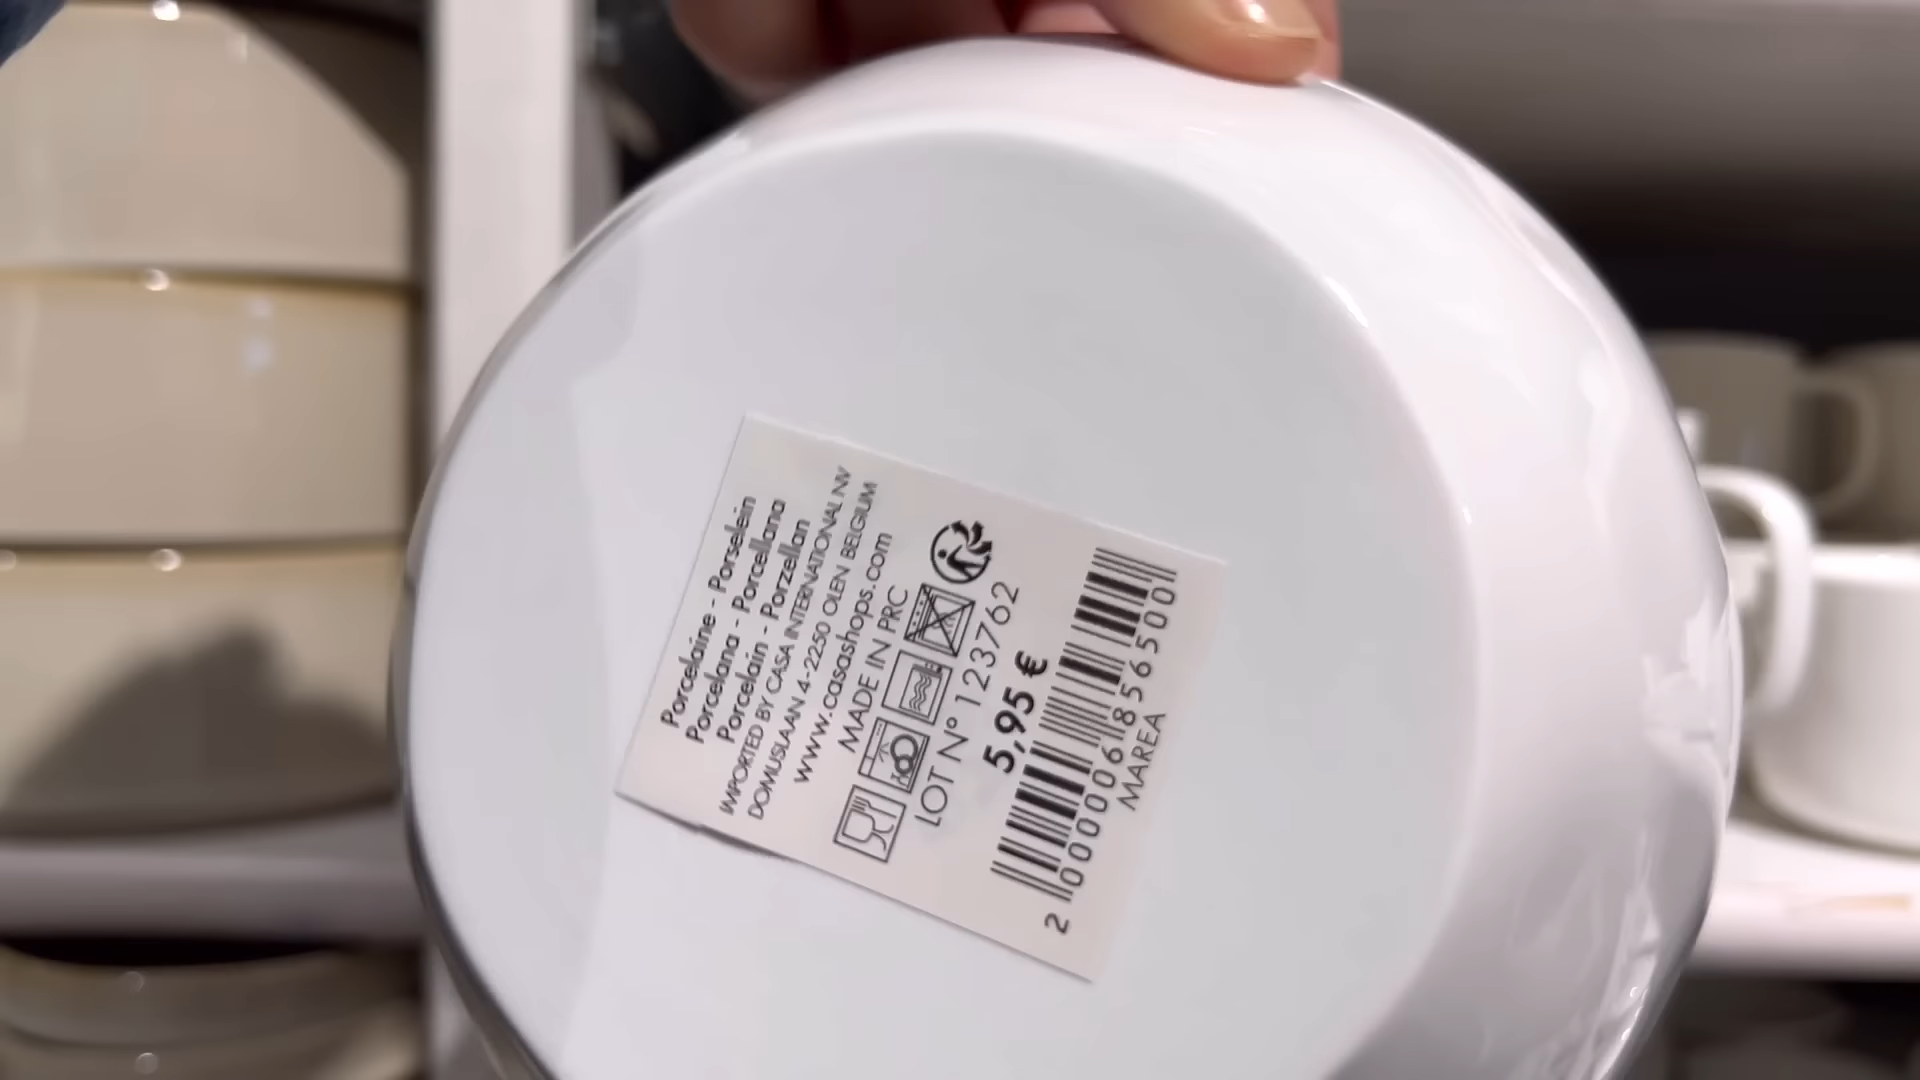 Porcelaine - Porselein
Porcelana - Porcellana
Porcelain - Porzellan
IMPORTED BY CASA INTERNATIONAL NV
DOMUSLAAN 4-2250 OLEN BELGIUM
www.casashops.com
MADE IN PRC
LOT N° 123762
5,95 €
2 000006 856500
MAREA